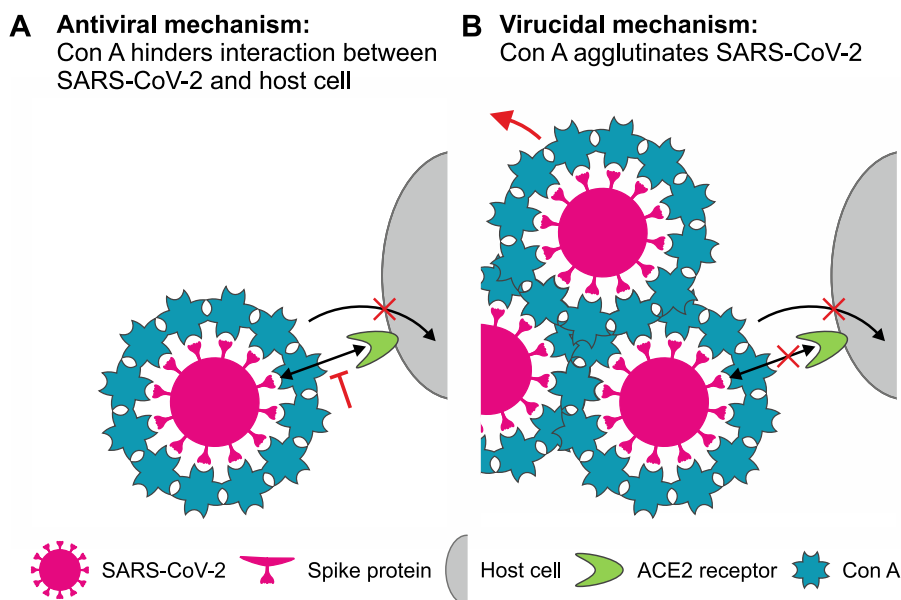 A Antiviral mechanism:
Con A hinders interaction between
SARS-CoV-2 and host cell
B Virucidal mechanism:
Con A agglutinates SARS-CoV-2
SARS-CoV-2
Spike protein
Host cell
ACE2 receptor
Con A